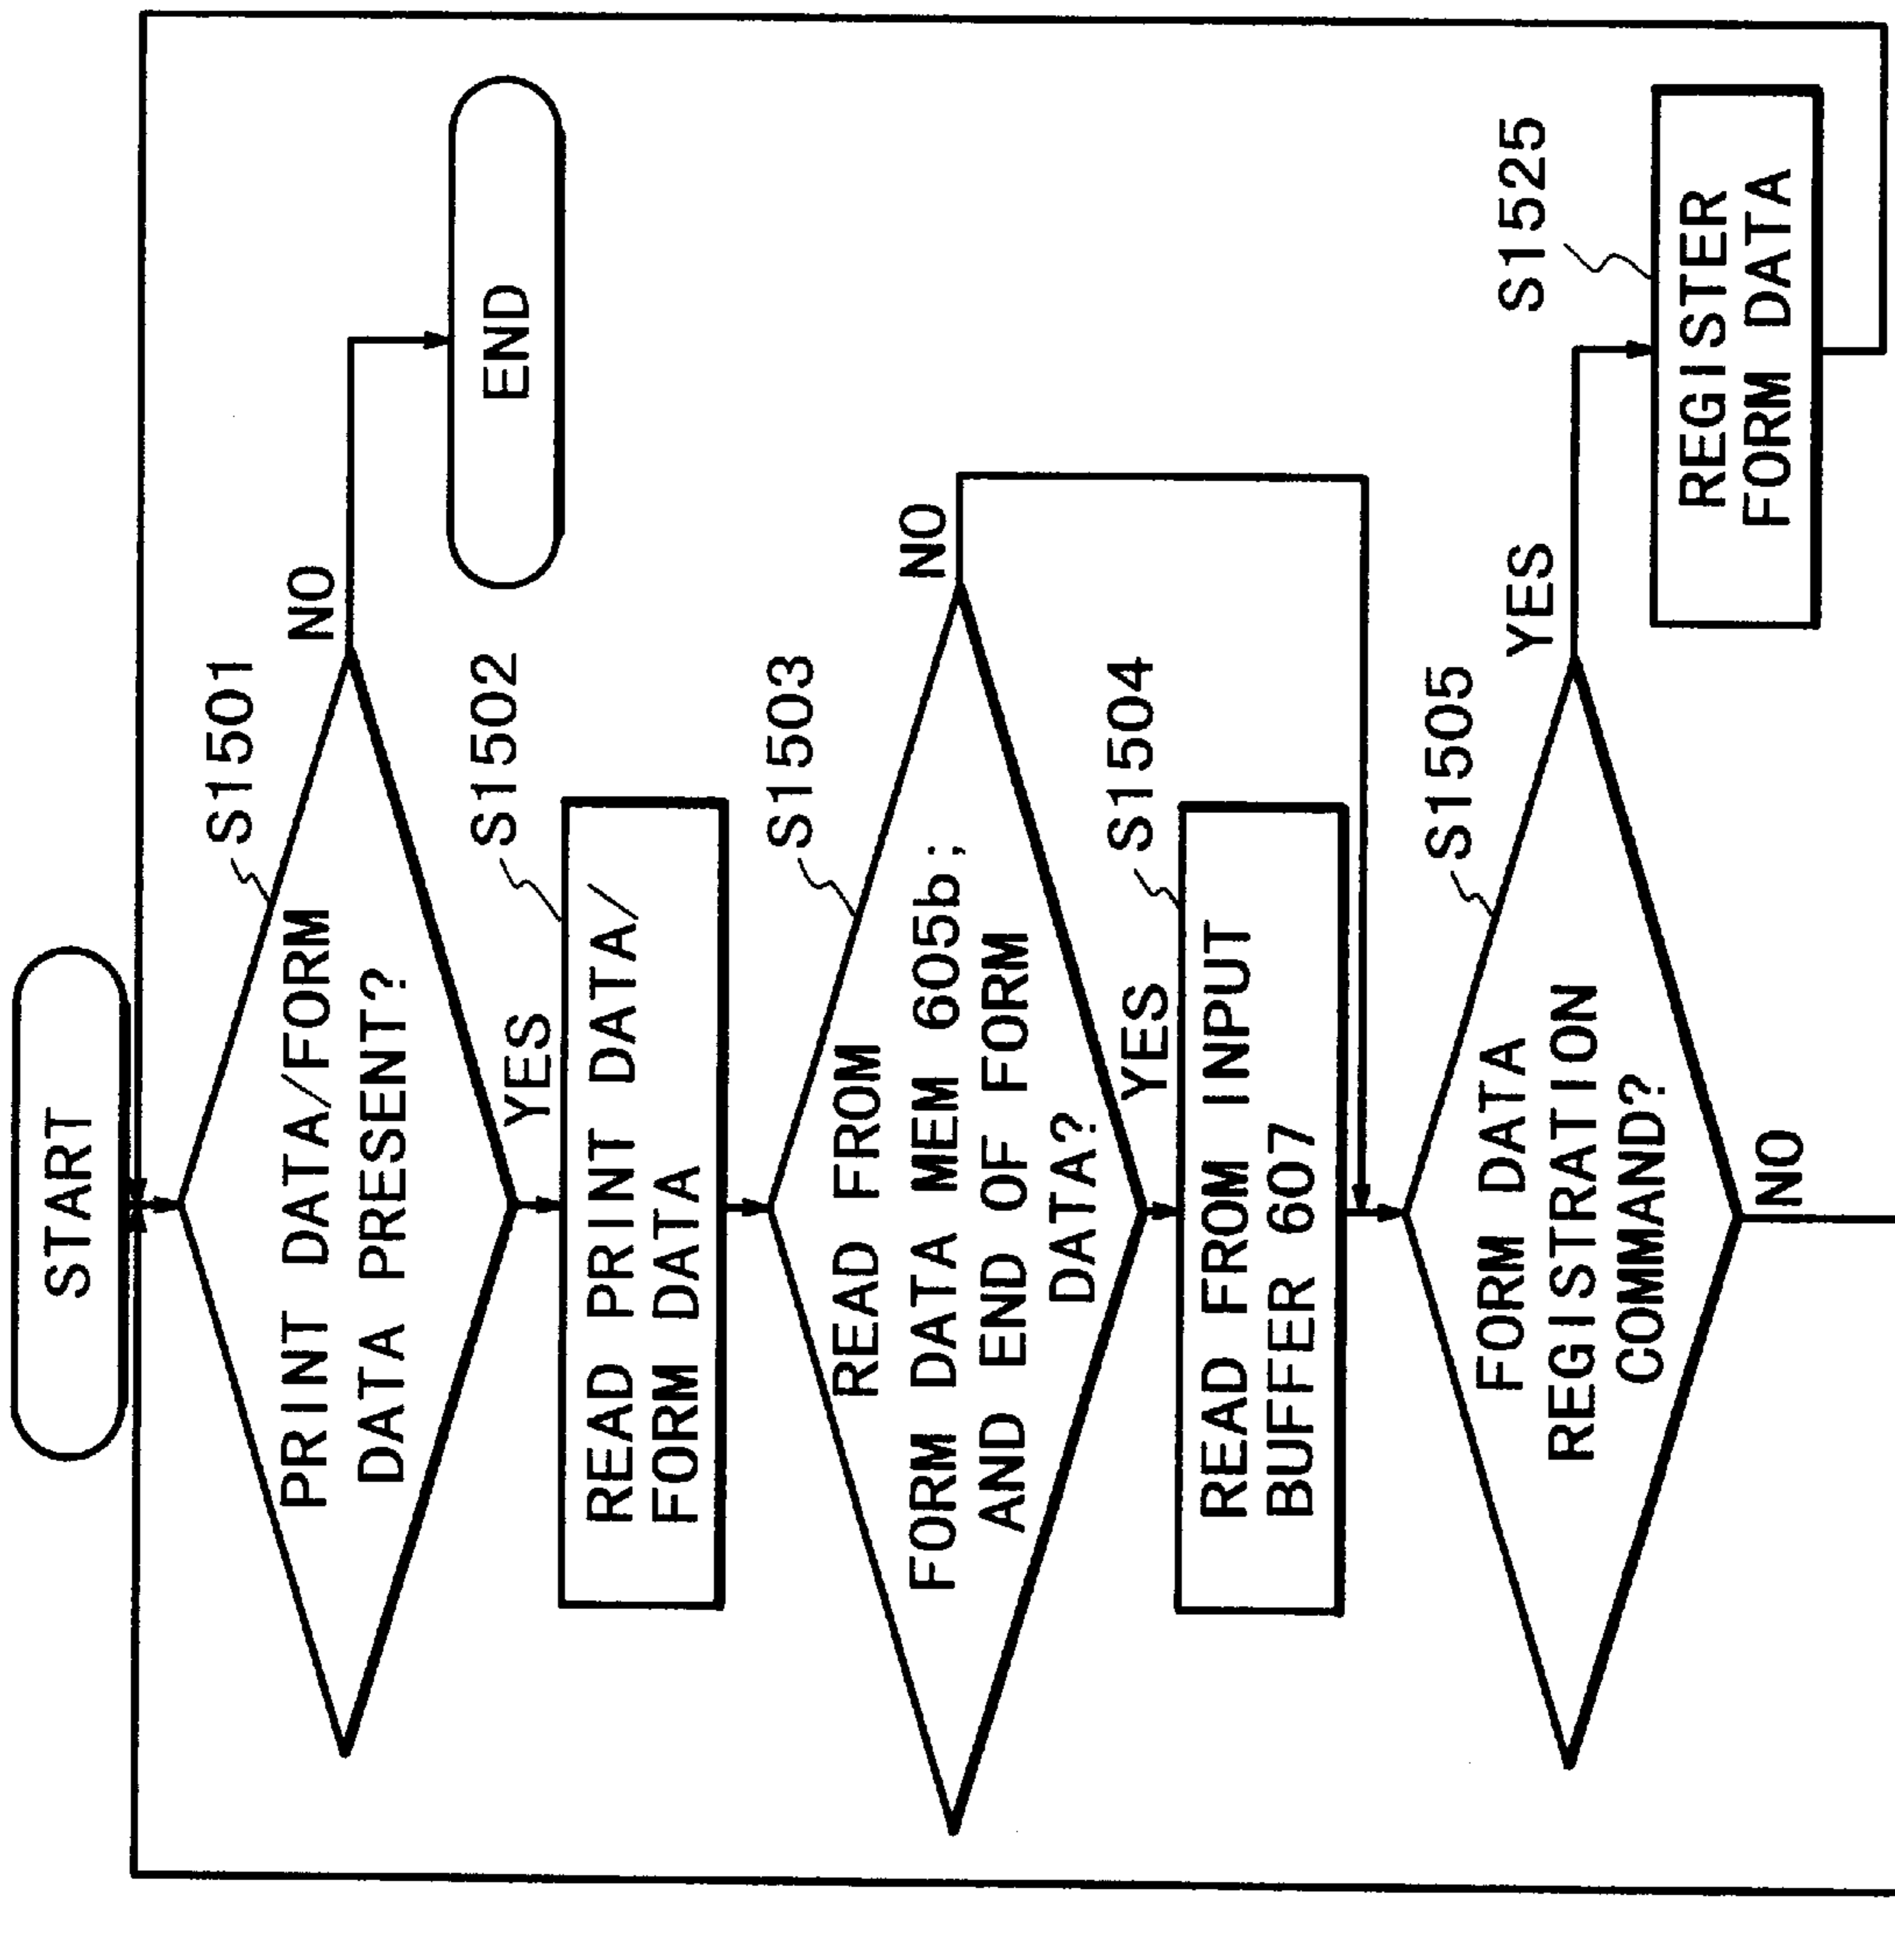 START
S1501
PRINT DATA/FORM
DATA PRESENT?
NO
END
YES
S1502
READ PRINT DATA/
FORM DATA
S1503
READ FROM
FORM DATA MEM 605b;
AND END OF FORM
DATA?
NO
YES
S1504
READ FROM INPUT
BUFFER 607
S1505
FORM DATA
REGISTRATION
COMMAND?
YES
S1525
REGISTER
FORM DATA
NO